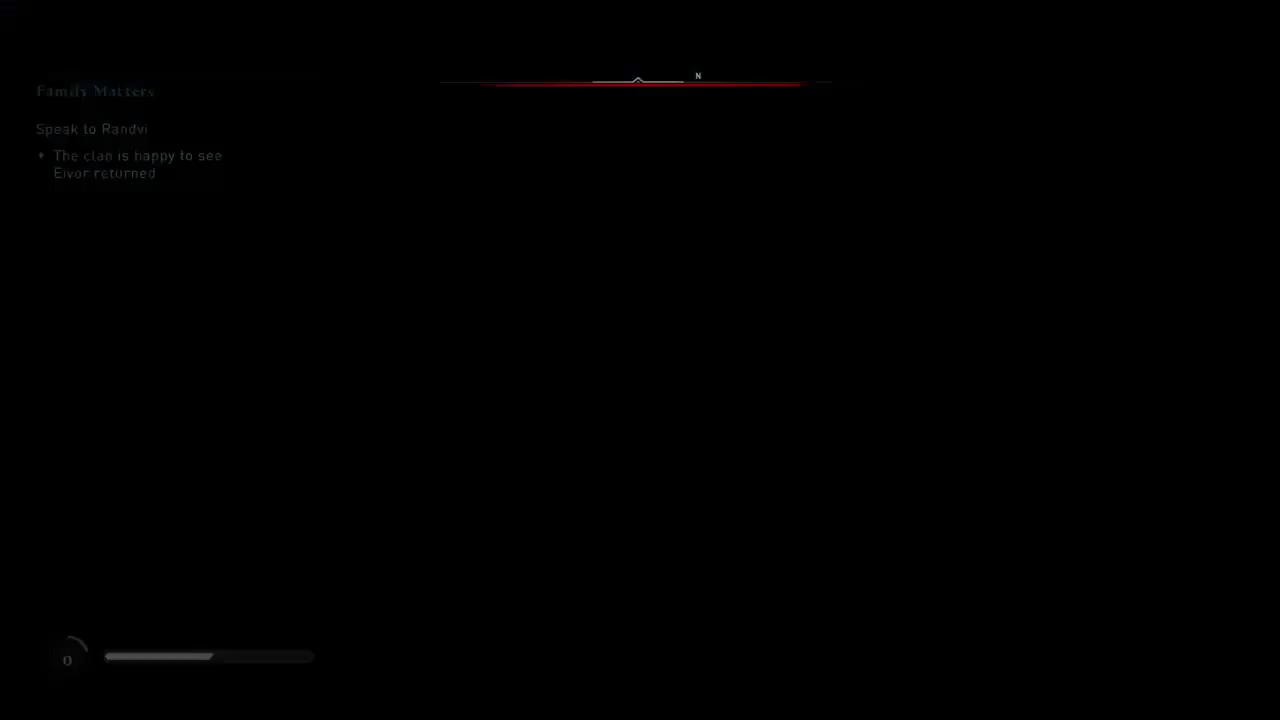 N
Family Matters
Speak to Randvi
The clan is happy to see
Eivor returned
0